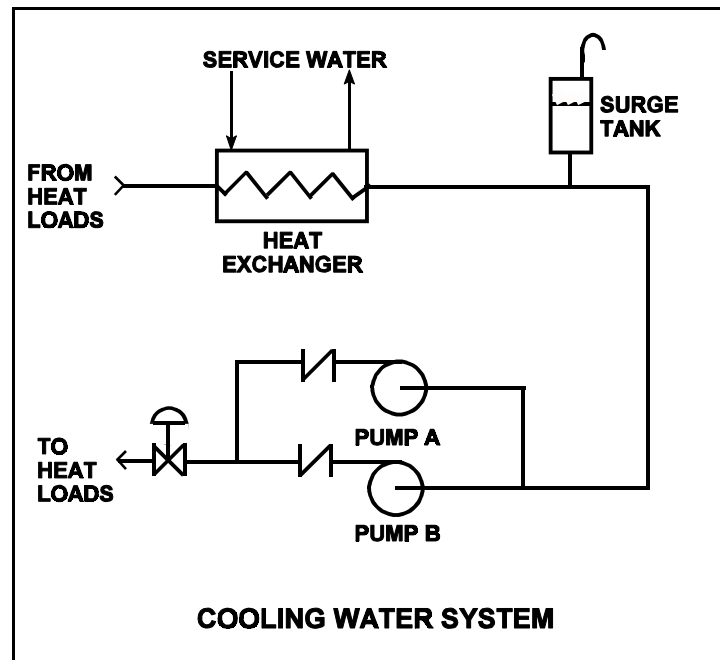 SERVICE WATER
SURGE
TANK
FROM
HEAT
LOADS
HEAT
EXCHANGER
PUMP A
TO
HEAT
LOADS
PUMP B
COOLING WATER SYSTEM